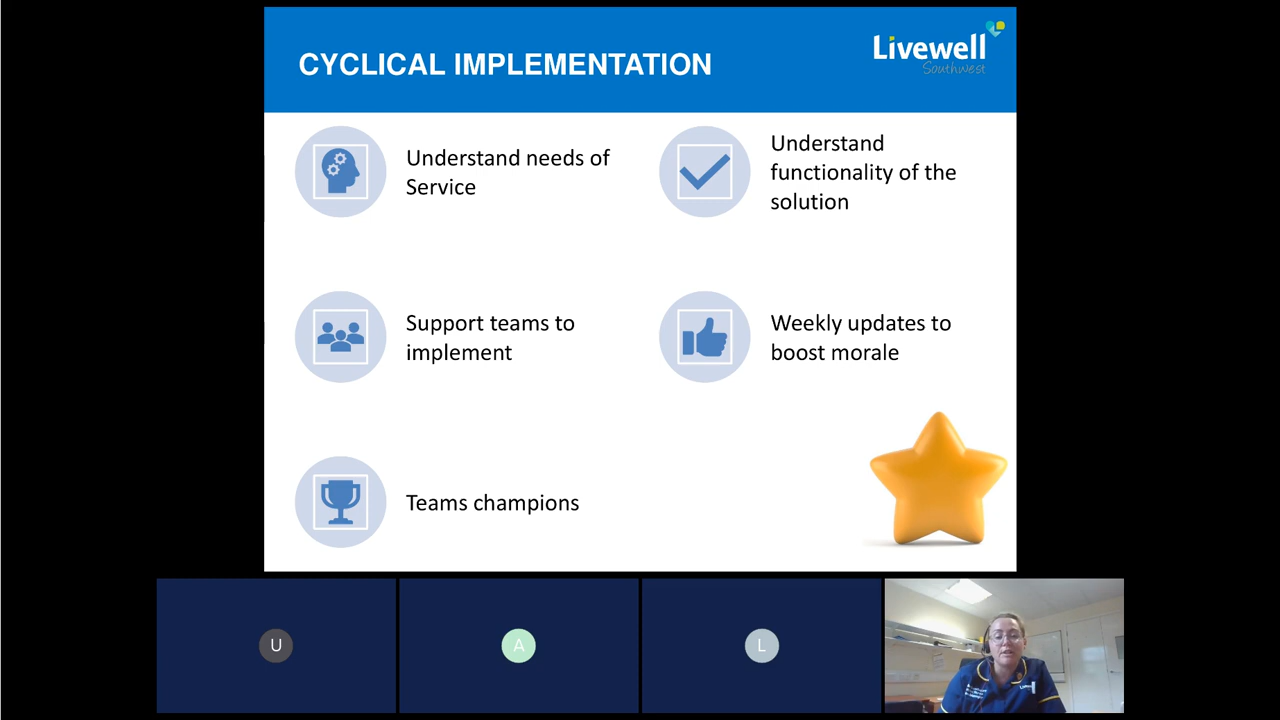 CYCLICAL IMPLEMENTATION
Livewell
Southwest
Understand needs of
Service
Understand
functionality of the
solution
Support teams to
implement
Weekly updates to
boost morale
Teams champions
U
A
L